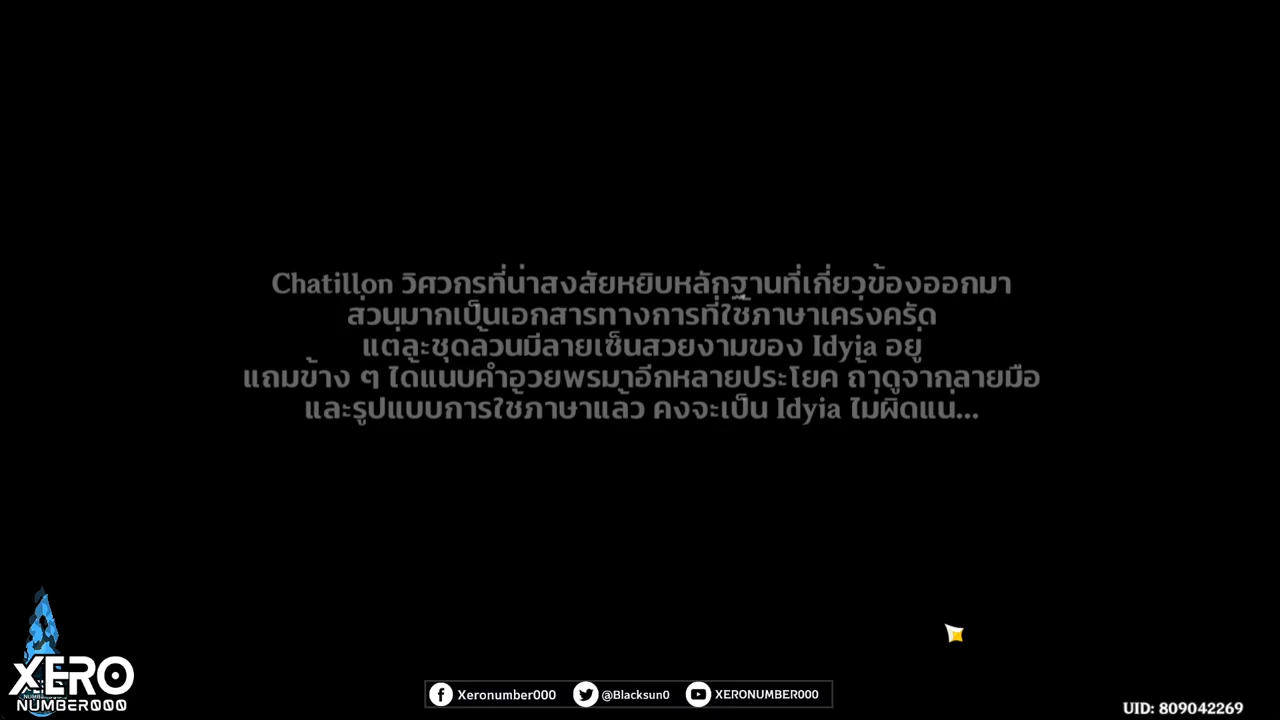 Chatillon วิศวกรที่น่าสงสัยหยิบหลักฐานที่เกี่ยวข้องออกมา
ส่วนมากเป็นเอกสารทางการที่ใช้ภาษาเคร่งครัด
แต่ละชุดล้วนมีลายเซ็นสวยงามของ Idyia อยู่
แถมข้าง ๆ ได้แนบคำอวยพรมาอีกหลายประโยค ถ้าดูจากลายมือ
และรูปแบบการใช้ภาษาแล้ว คงจะเป็น Idyia ไม่ผิดแน่...
XERO
NUMBER000
Xeronumber000
@Blacksun0
XERONUMBER000
UID: 809042269